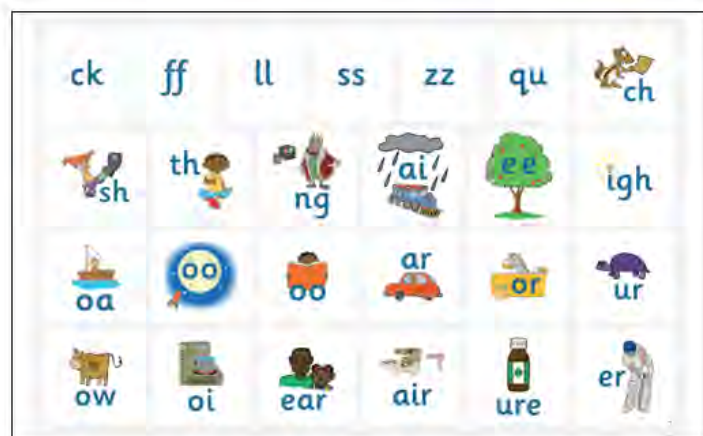 ck ff ll ss zz qu ch
sh th ng ai ee igh
oa oo oo ar or ur
ow oi ear air ure er